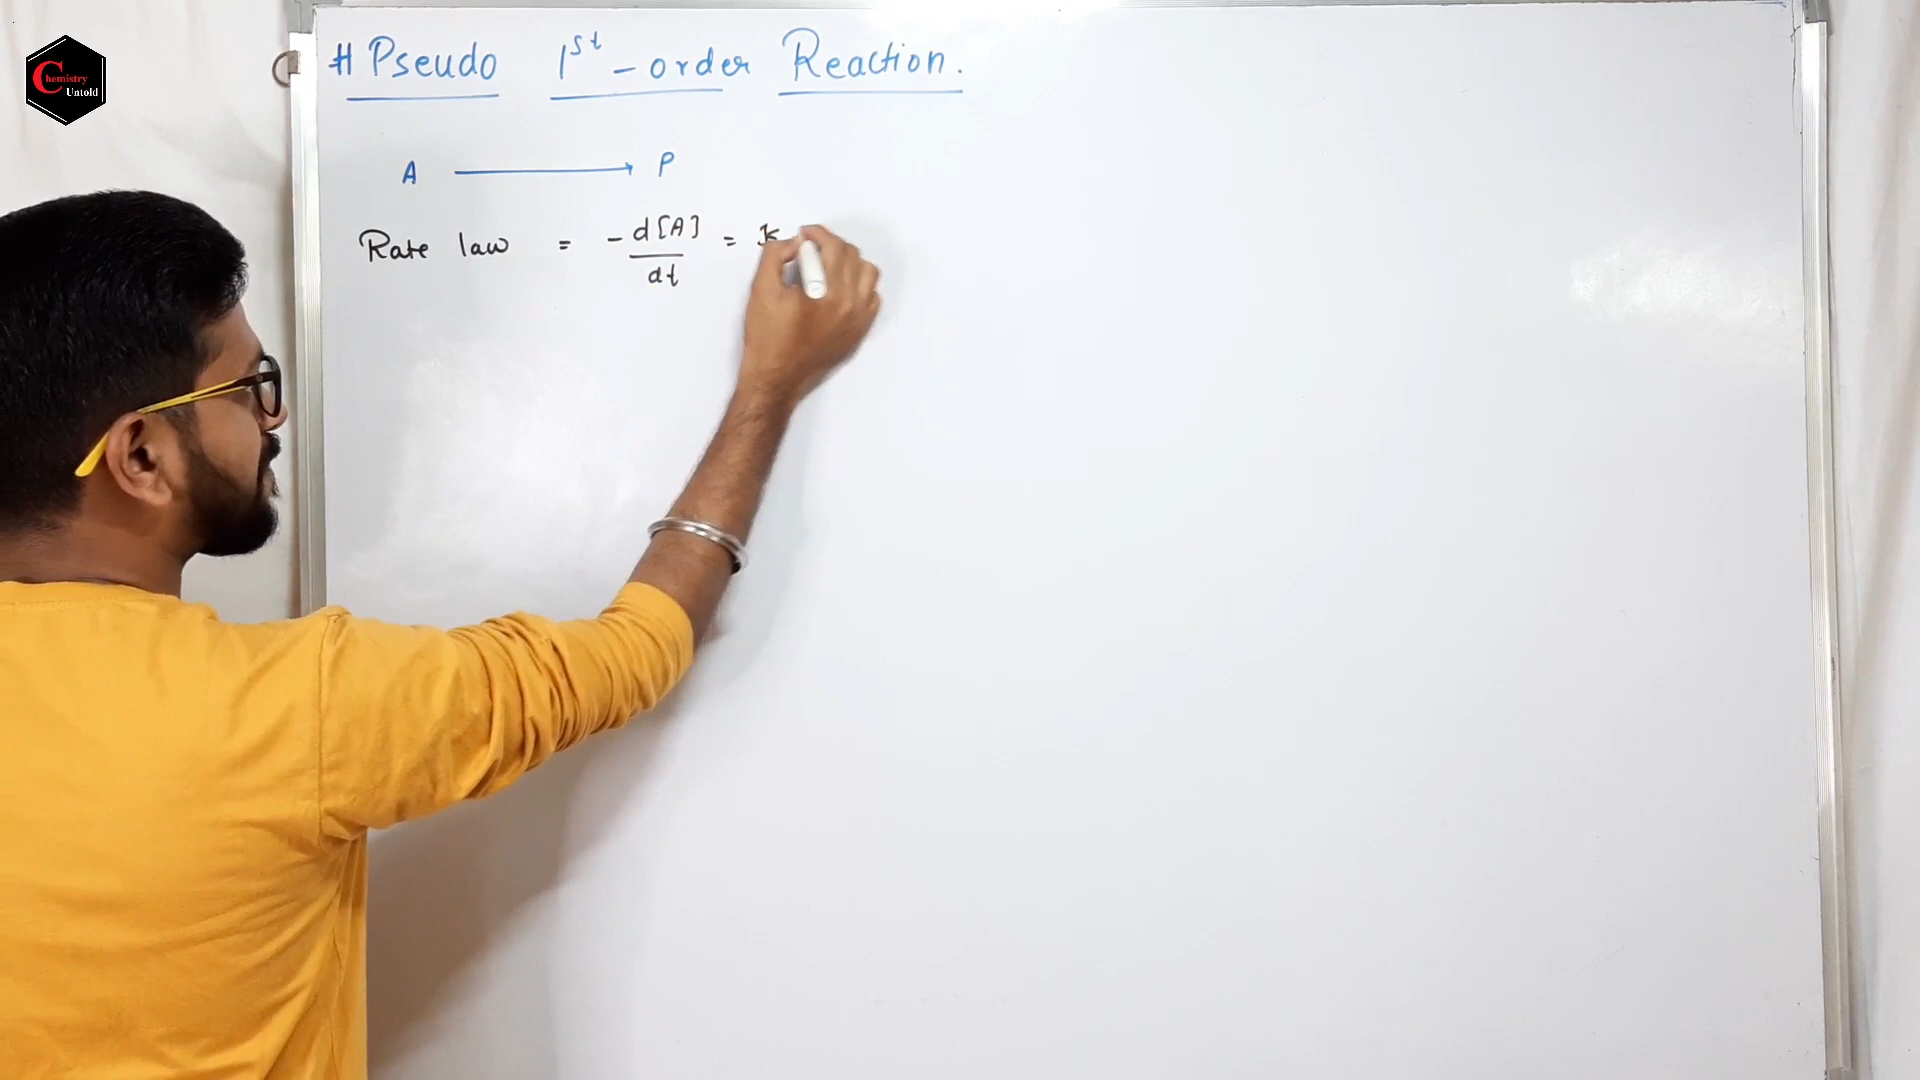 Chemistry
Untold
# Pseudo 1st - order Reaction.
A ⟶ P
Rate law = - d[A]/dt = k